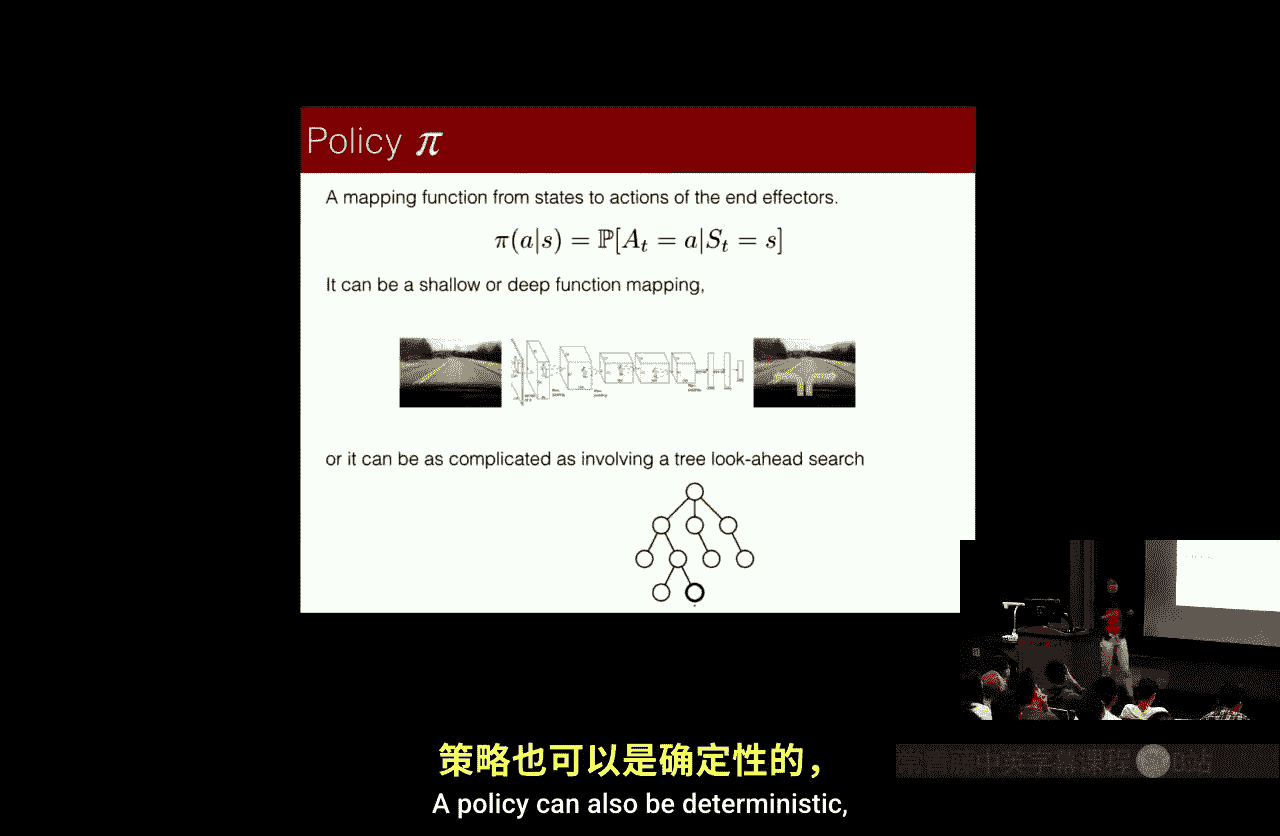 Policy π
A mapping function from states to actions of the end effectors.
π(a|s) = ℙ[A_t = a|S_t = s]
It can be a shallow or deep function mapping,
or it can be as complicated as involving a tree look-ahead search
策略也可以是确定性的，
A policy can also be deterministic,